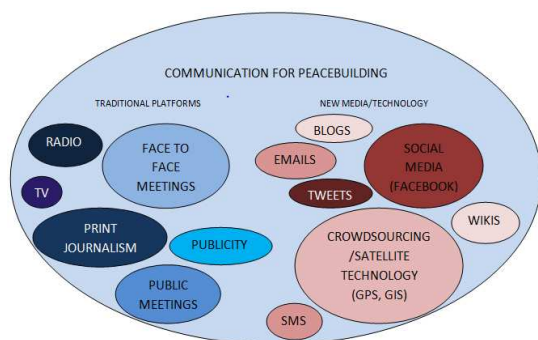 COMMUNICATION FOR PEACEBUILDING
TRADITIONAL PLATFORMS
RADIO
FACE TO
FACE
MEETINGS
TV
PRINT
JOURNALISM
PUBLICITY
PUBLIC
MEETINGS
NEW MEDIA/TECHNOLOGY
BLOGS
EMAILS
SOCIAL
MEDIA
(FACEBOOK)
TWEETS
WIKIS
CROWDSOURCING
/SATELLITE
TECHNOLOGY
(GPS, GIS)
SMS